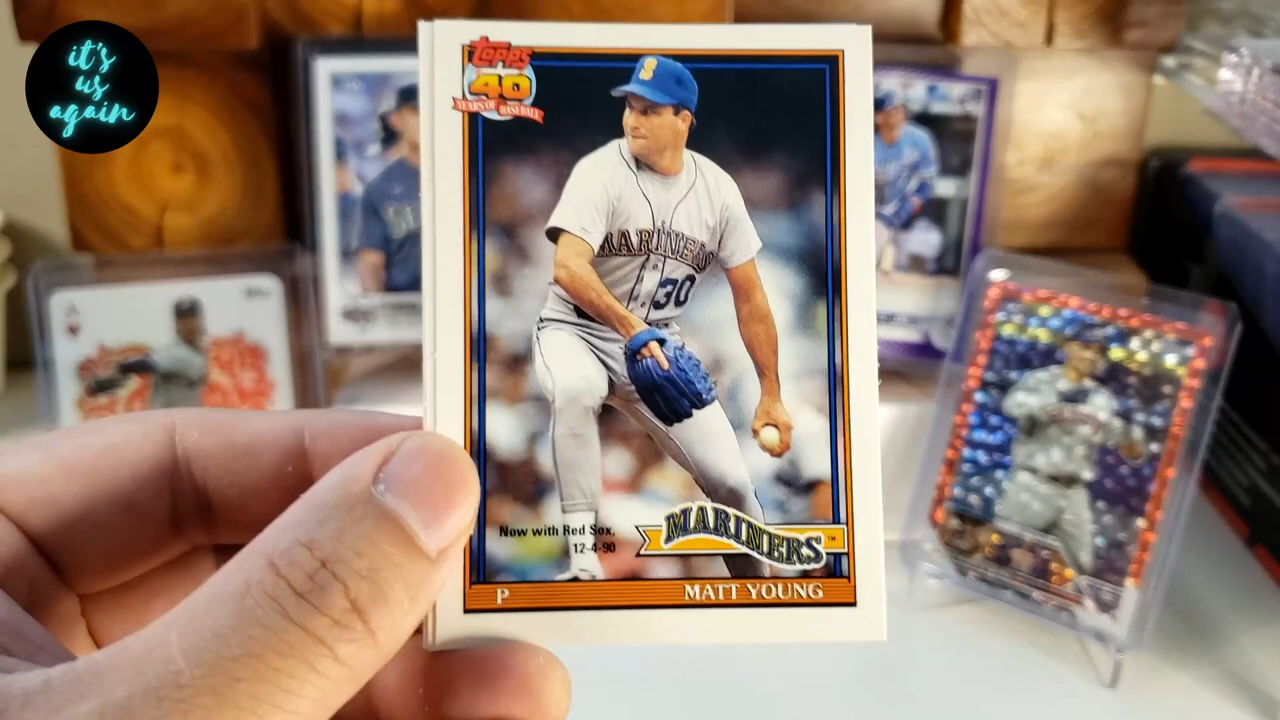 it's
us
again
Topps
40
YEARS OF BASEBALL
MARINERS
30
Now with Red Sox.
12-4-90
MARINERS™
P
MATT YOUNG